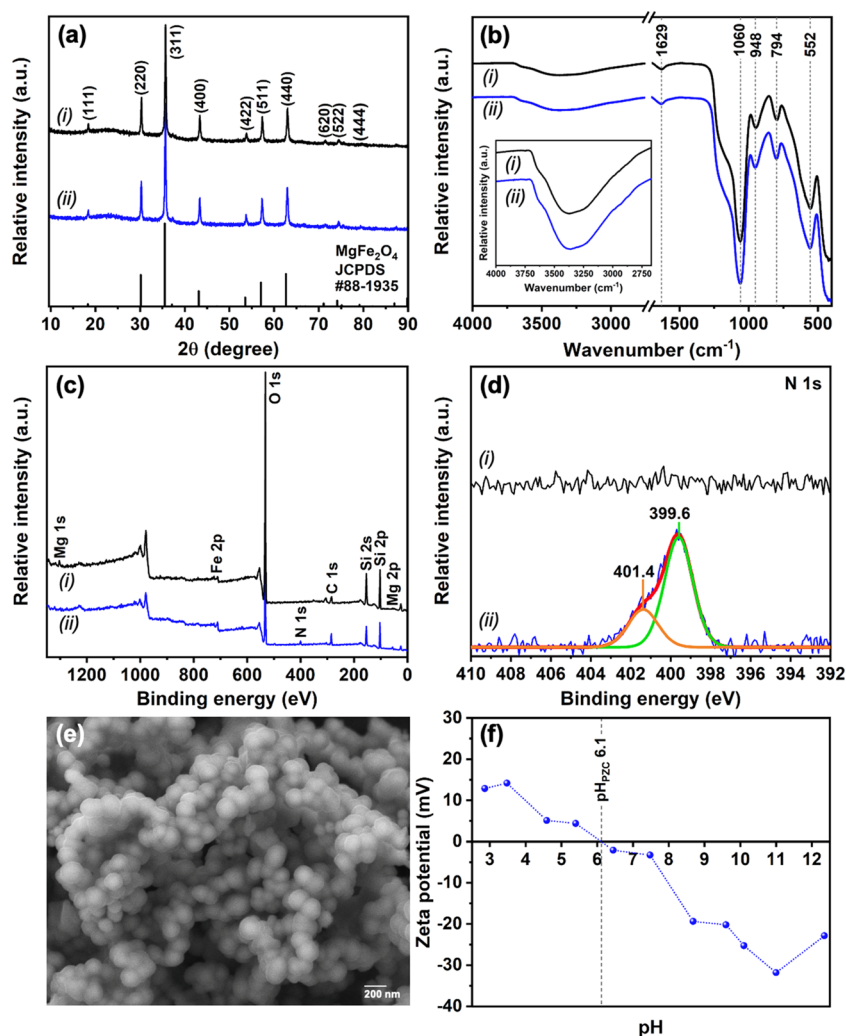 (a)
(111)
(220)
(311)
(400)
(422)
(511)
(440)
(620)
(522)
(444)
(i)
(ii)
MgFe₂O₄
JCPDS
#88-1935
Relative intensity (a.u.)
10 20 30 40 50 60 70 80 90
2θ (degree)
(b)
1629
1060
948
794
552
(i)
(ii)
Relative intensity (a.u.)
(i)
(ii)
Relative intensity (a.u.)
4000 3750 3500 3250 3000 2750
Wavenumber (cm⁻¹)
4000 3500 3000 1500 1000 500
Wavenumber (cm⁻¹)
(c)
O 1s
Mg 1s
Fe 2p
C 1s
Si 2s
Si 2p
Mg 2p
(i)
(ii)
N 1s
Relative intensity (a.u.)
1200 1000 800 600 400 200 0
Binding energy (eV)
(d)
N 1s
(i)
399.6
401.4
(ii)
Relative intensity (a.u.)
410 408 406 404 402 400 398 396 394 392
Binding energy (eV)
(e)
200 nm
(f)
pHPZC 6.1
Zeta potential (mV)
30
20
10
0
-10
-20
-30
-40
3 4 5 6 7 8 9 10 11 12
pH